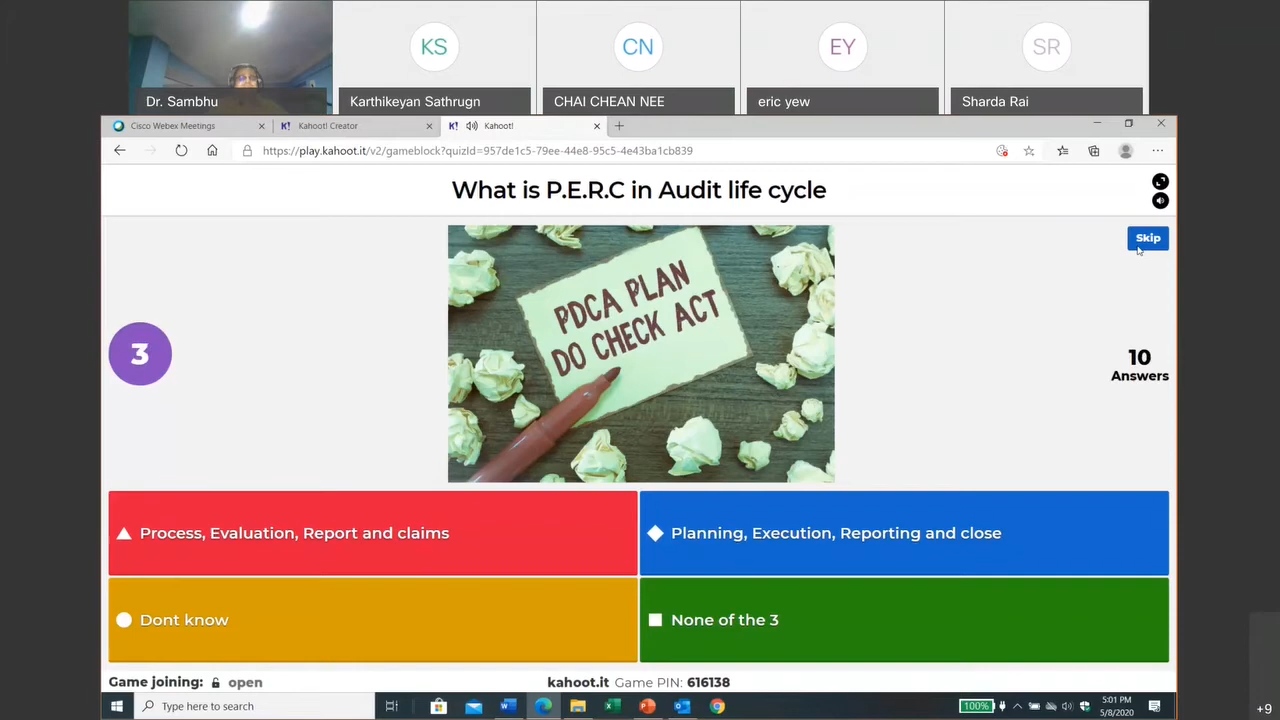 KS
CN
EY
SR
Dr. Sambhu
Karthikeyan Sathrugn
CHAI CHEAN NEE
eric yew
Sharda Rai
Cisco Webex Meetings
K! Kahoot! Creator
K! Kahoot!
https://play.kahoot.it/v2/gameblock?quizId=957de1c5-79ee-44e8-95c5-4e43ba1cb839
What is P.E.R.C in Audit life cycle
Skip
PDCA PLAN
DO CHECK ACT
3
10
Answers
Process, Evaluation, Report and claims
Planning, Execution, Reporting and close
Dont know
None of the 3
Game joining: open
kahoot.it Game PIN: 616138
Type here to search
100%
5:01 PM
5/8/2020
+9